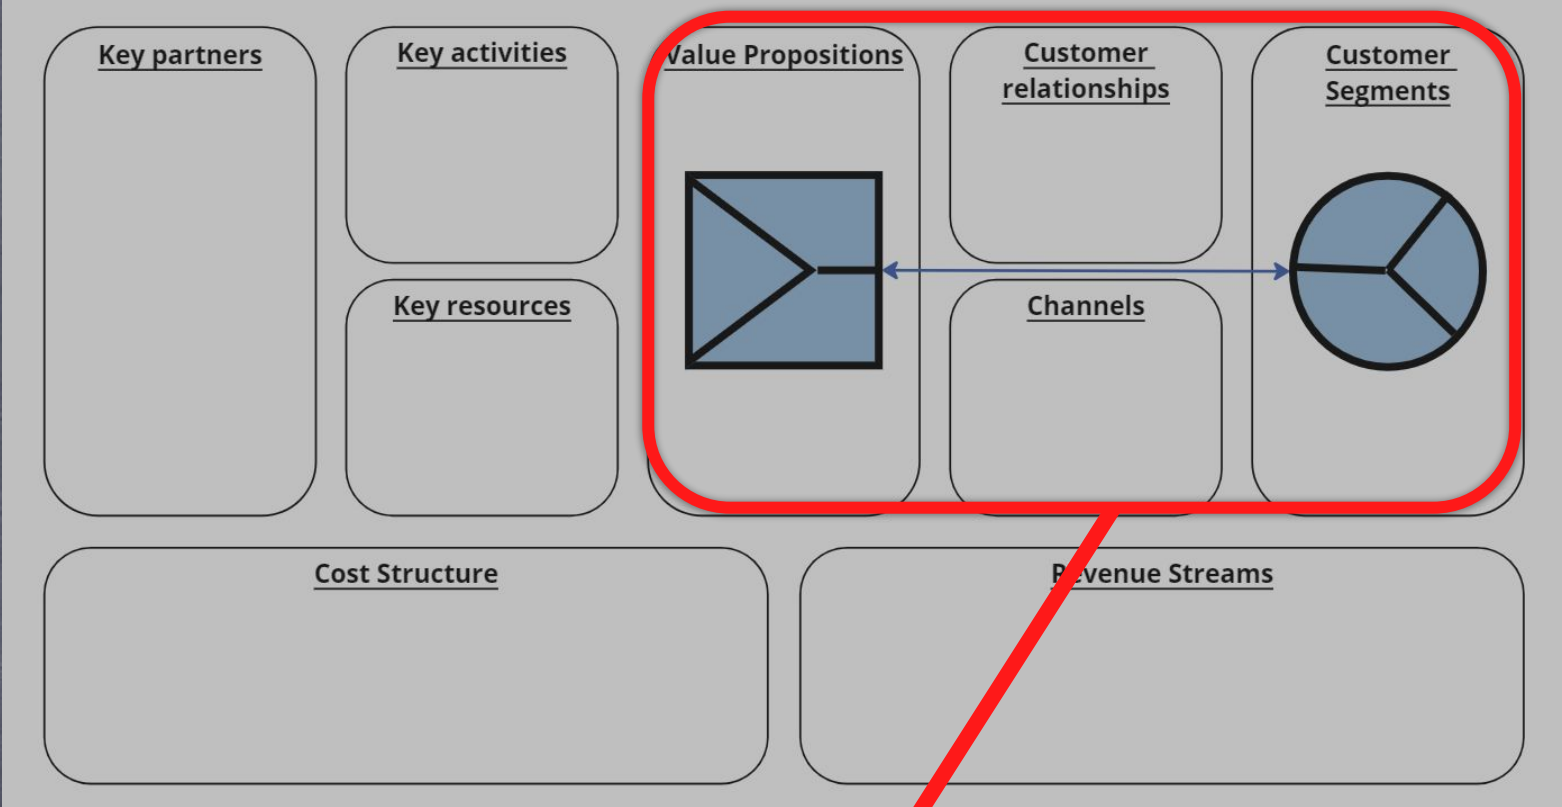 Key partners
Key activities
Value Propositions
Customer
relationships
Customer
Segments
Key resources
Channels
Cost Structure
Revenue Streams